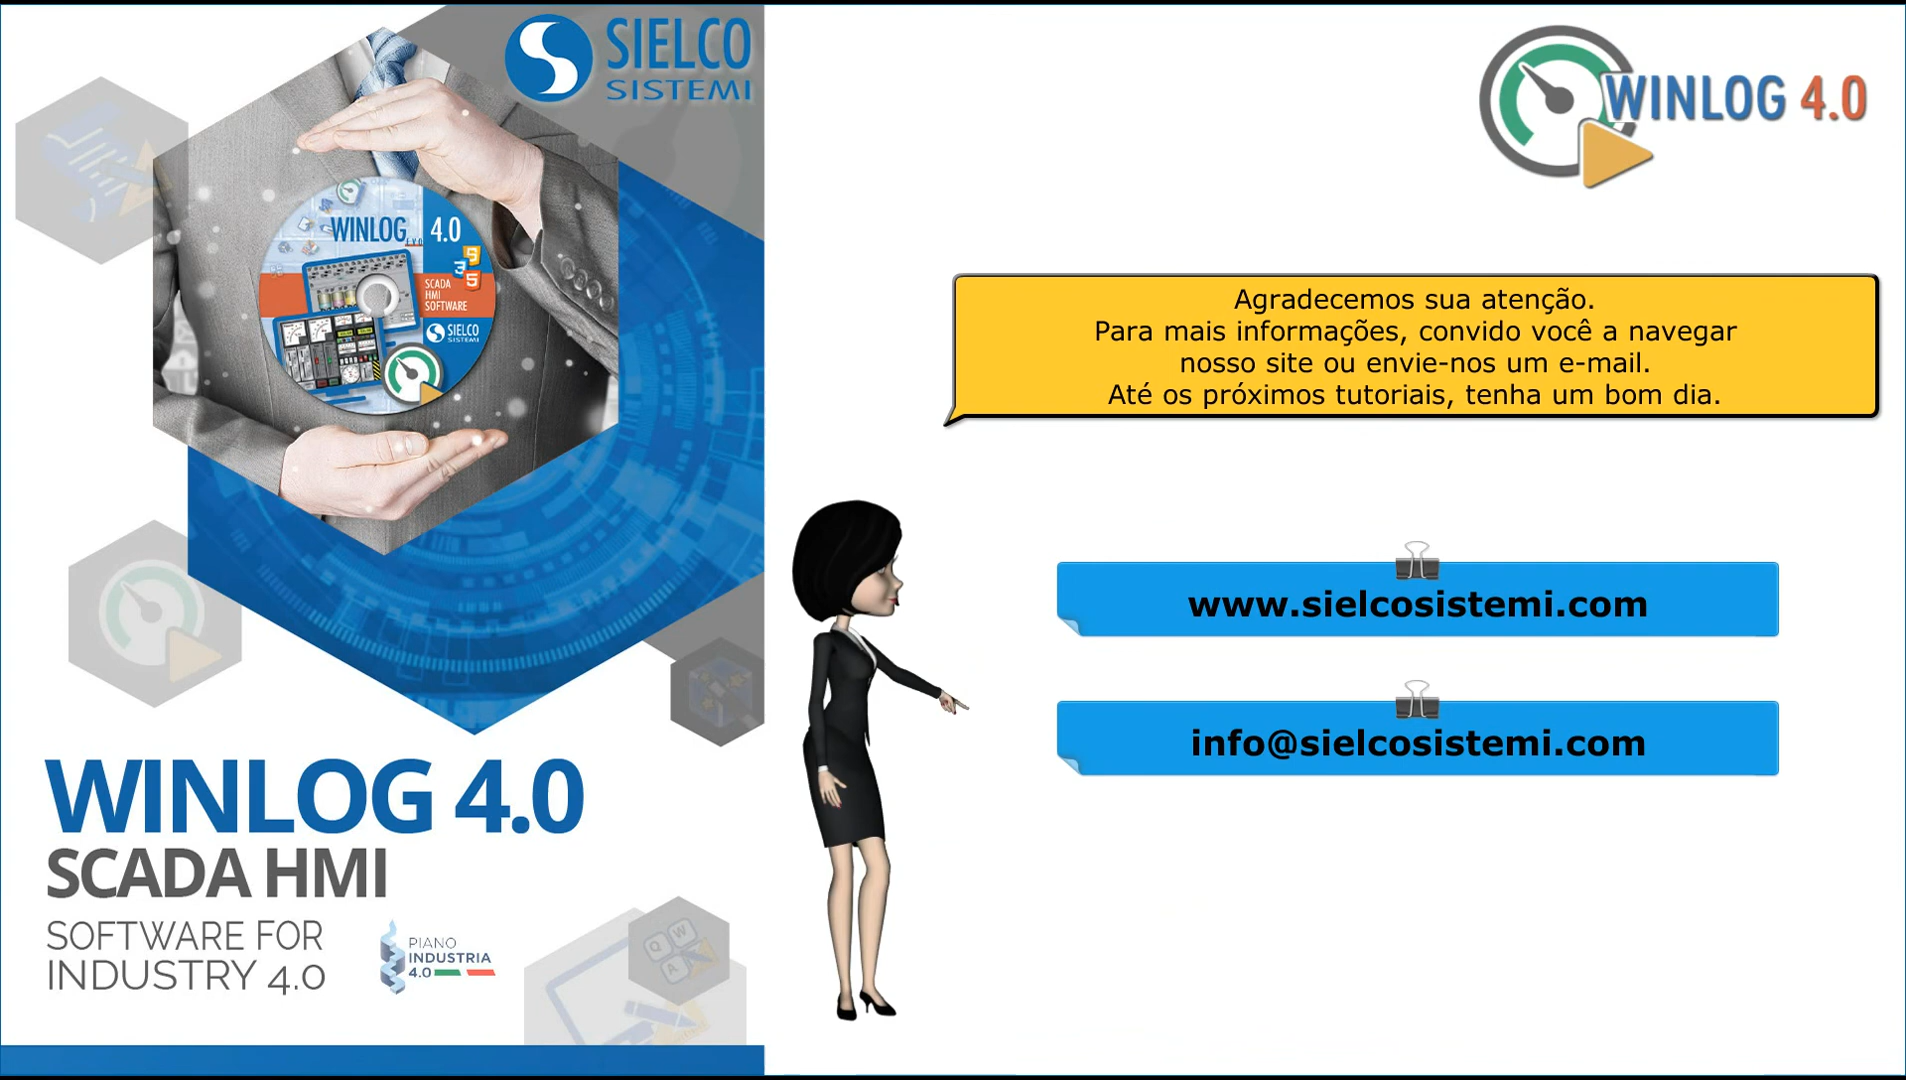 SIELCO
SISTEMI
WINLOG 4.0
EVO
SCADA
HMI
SOFTWARE
SIELCO
SISTEMI
WINLOG 4.0
SCADA HMI
SOFTWARE FOR
INDUSTRY 4.0
PIANO
INDUSTRIA
4.0
Q W
A
WINLOG 4.0
Agradecemos sua atenção.
Para mais informações, convido você a navegar
nosso site ou envie-nos um e-mail.
Até os próximos tutoriais, tenha um bom dia.
www.sielcosistemi.com
info@sielcosistemi.com